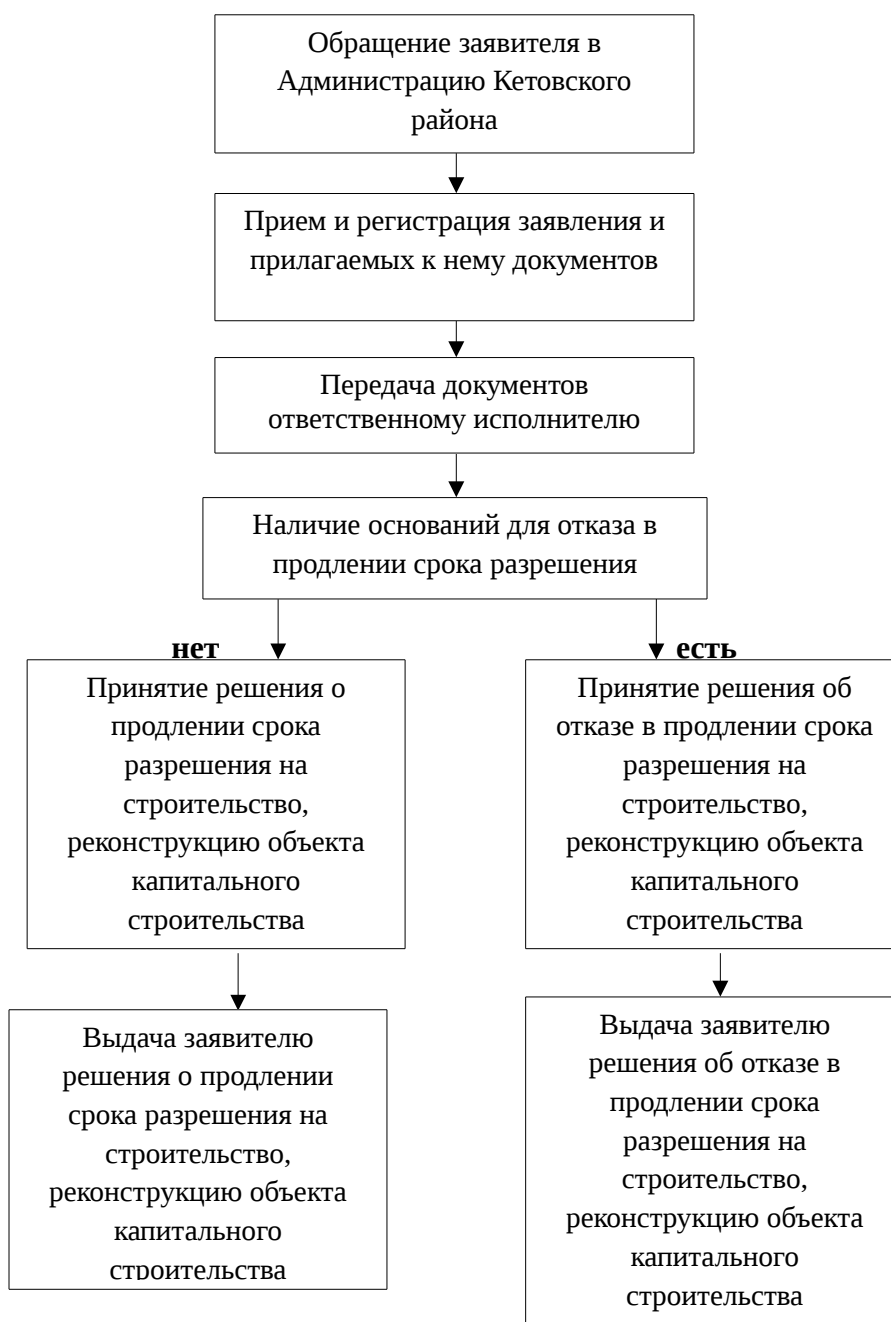 Обращение заявителя в
Администрацию Кетовского
района
Прием и регистрация заявления и
прилагаемых к нему документов
Передача документов
ответственному исполнителю
Наличие оснований для отказа в
продлении срока разрешения
нет
есть
Принятие решения о
продлении срока
разрешения на
строительство,
реконструкцию объекта
капитального
строительства
Принятие решения об
отказе в продлении срока
разрешения на
строительство,
реконструкцию объекта
капитального
строительства
Выдача заявителю
решения о продлении
срока разрешения на
строительство,
реконструкцию объекта
капитального
строительства
Выдача заявителю
решения об отказе в
продлении срока
разрешения на
строительство,
реконструкцию объекта
капитального
строительства